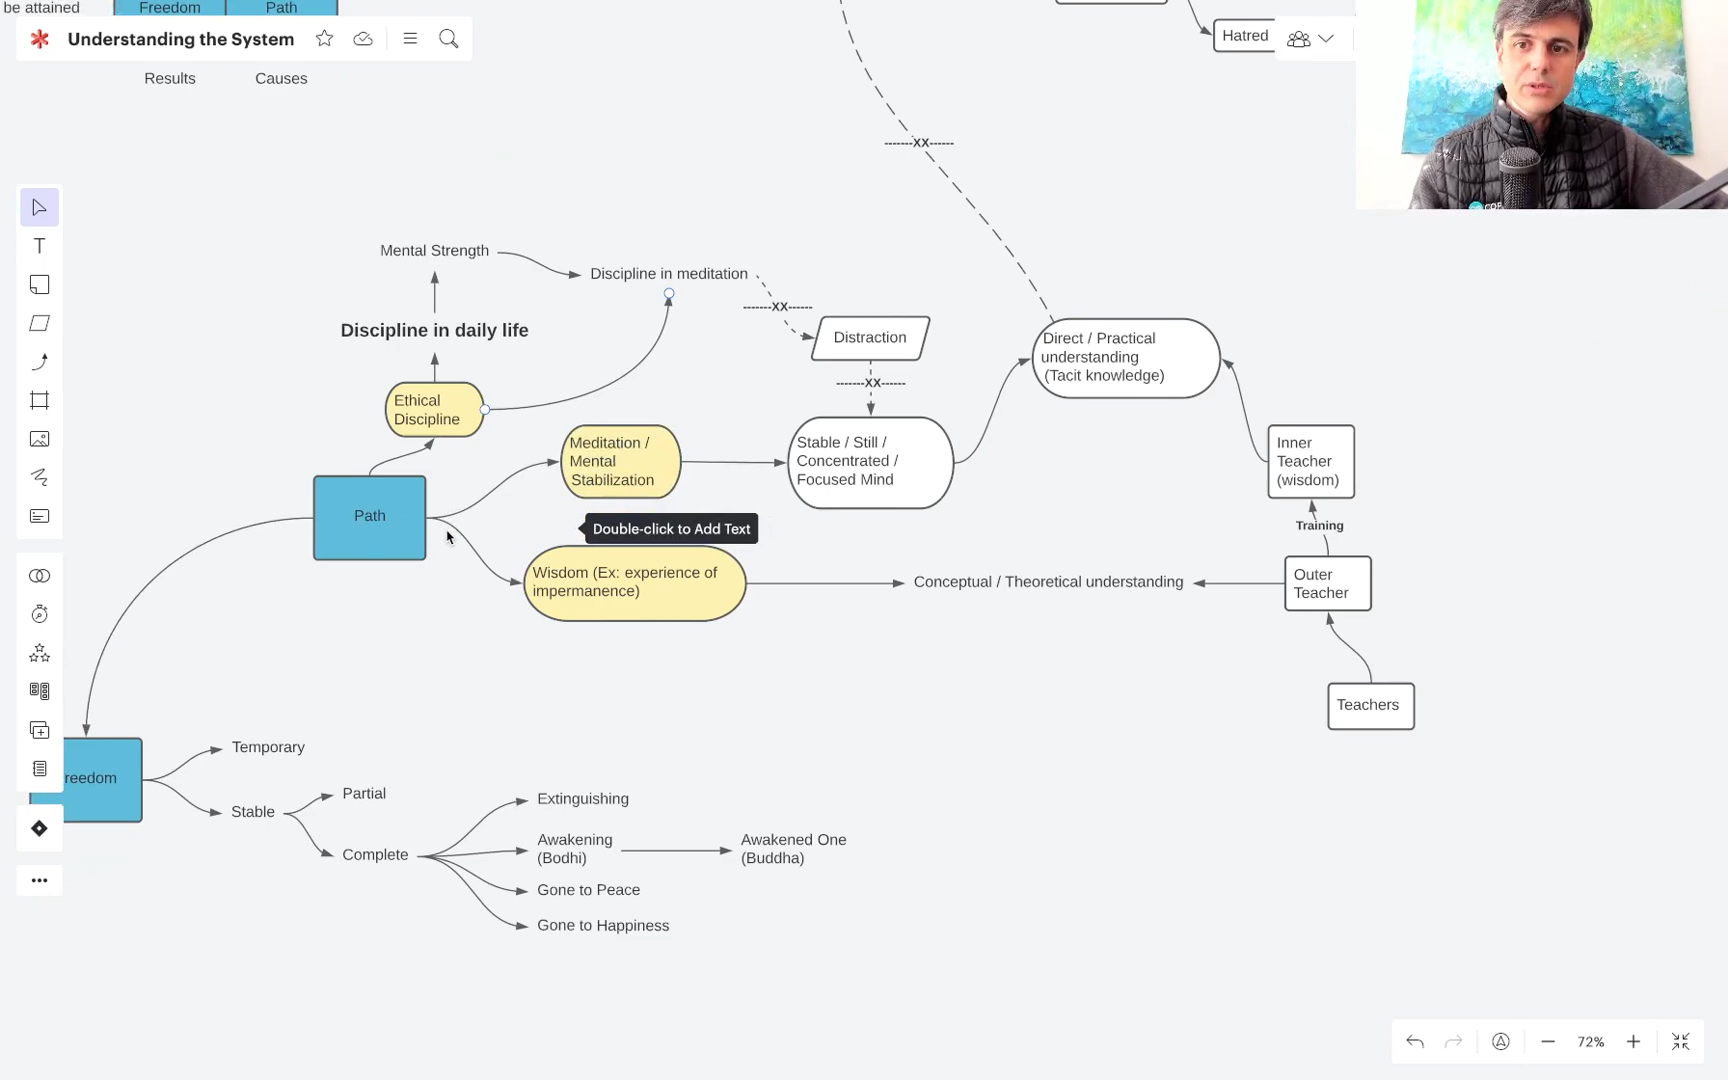 be attained
Freedom
Path
Understanding the System
Results
Causes
Hatred
-------xx------
Mental Strength
Discipline in meditation
-------xx------
Discipline in daily life
Distraction
-------xx------
Direct / Practical
understanding
(Tacit knowledge)
Ethical
Discipline
Meditation /
Mental
Stabilization
Stable / Still /
Concentrated /
Focused Mind
Inner
Teacher
(wisdom)
Path
Double-click to Add Text
Training
Wisdom (Ex: experience of
impermanence)
Conceptual / Theoretical understanding
Outer
Teacher
Teachers
reedom
Temporary
Stable
Partial
Complete
Extinguishing
Awakening
(Bodhi)
Awakened One
(Buddha)
Gone to Peace
Gone to Happiness
72%